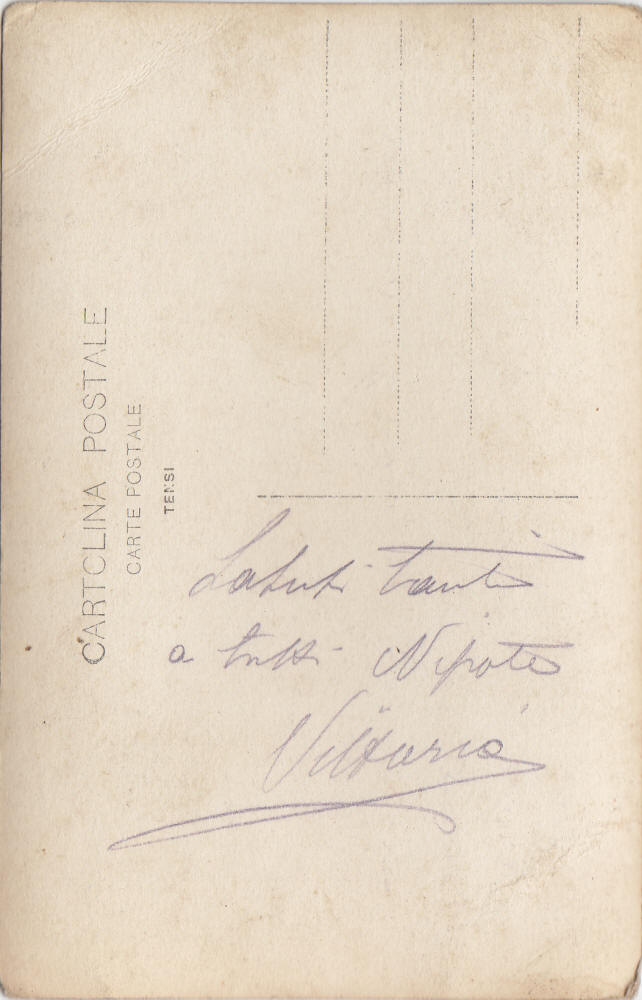 CARTOLINA POSTALE
CARTE POSTALE
TENSI
Saluti tanti
a tutti Nipote
Vittoria